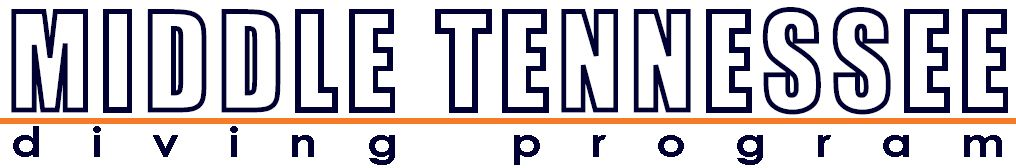 MIDDLE TENNESSEE
diving program